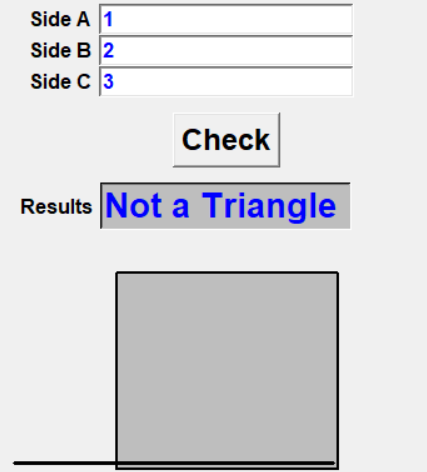 Side A 1
Side B 2
Side C 3
Check
Results Not a Triangle